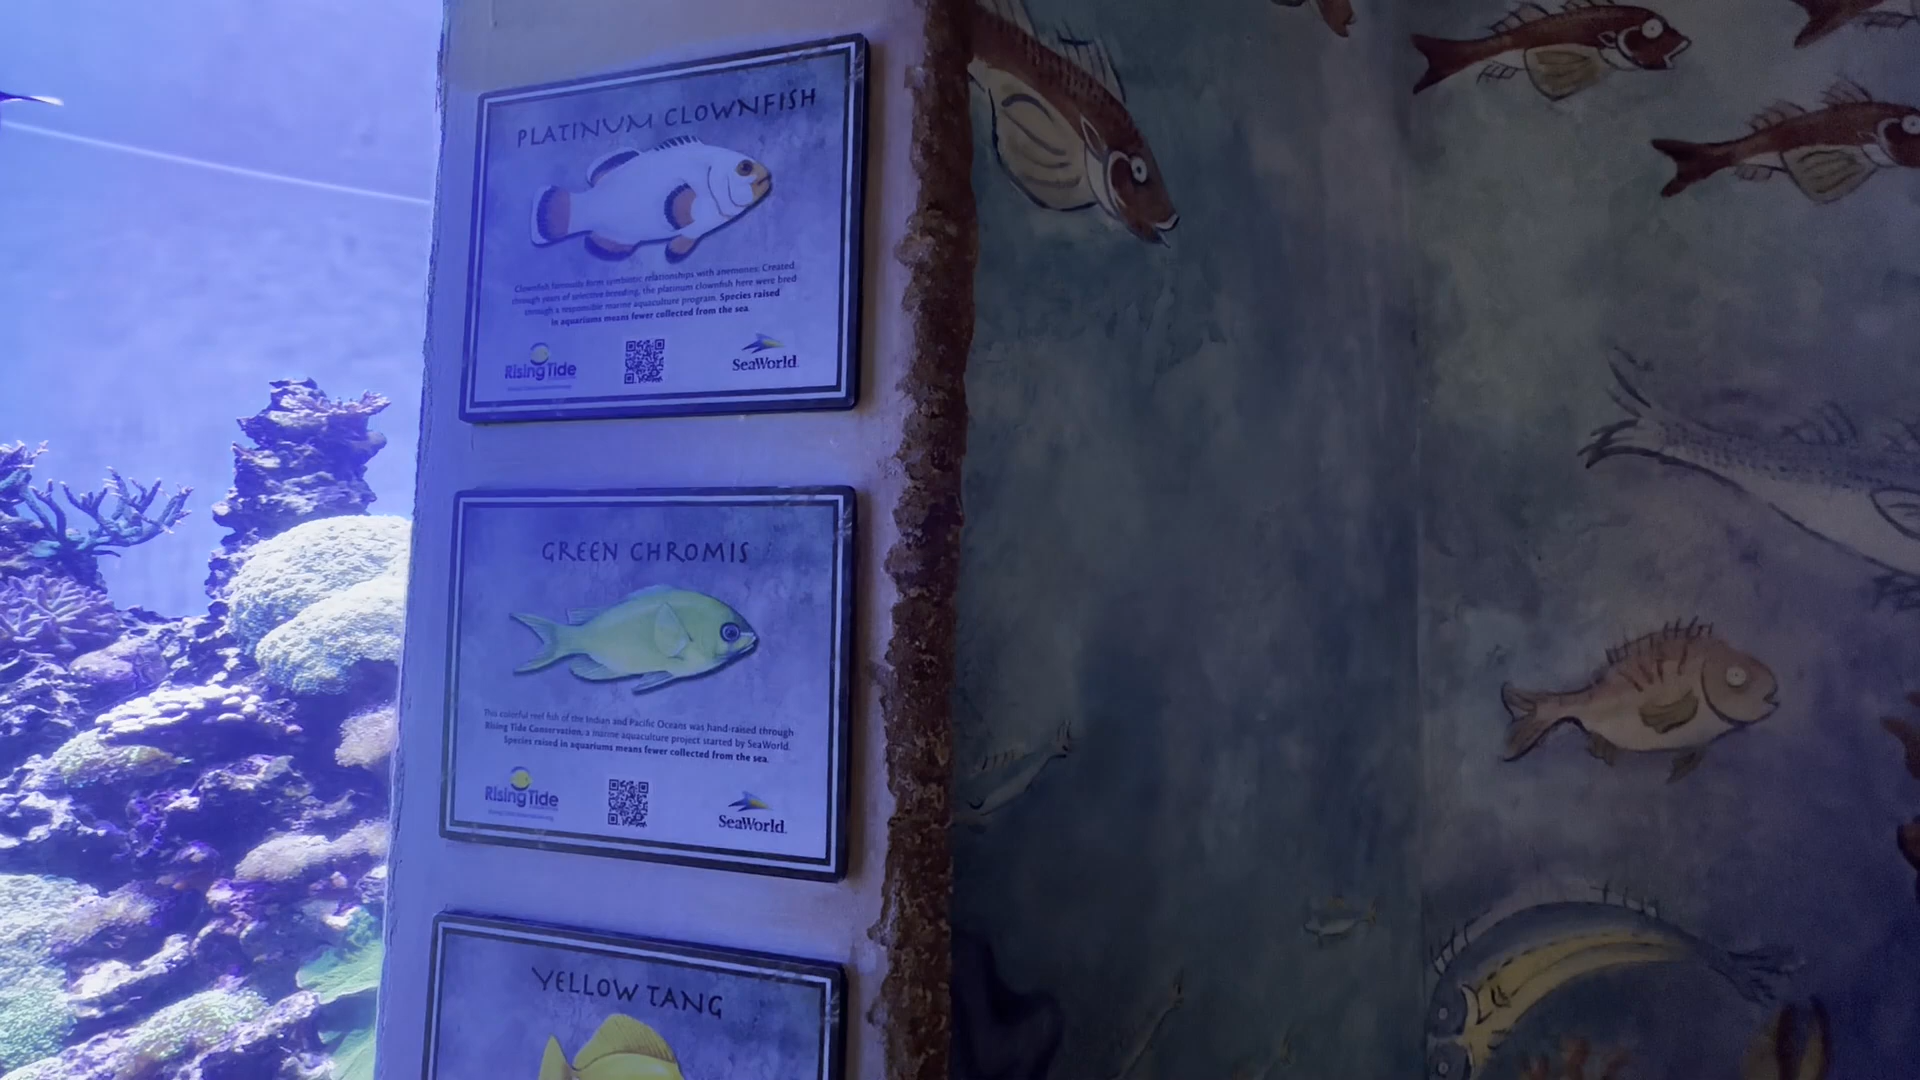 PLATINUM CLOWNFISH
Clownfish famously form symbiotic relationships with anemones. Created
through years of selective breeding, the platinum clownfish here were bred
through a responsible marine aquaculture program. Species raised
in aquariums means fewer collected from the sea.
Rising Tide
SeaWorld
GREEN CHROMIS
This colorful reef fish of the Indian and Pacific Oceans was hand-raised through
Rising Tide Conservation, a marine aquaculture project started by SeaWorld.
Species raised in aquariums means fewer collected from the sea.
Rising Tide
SeaWorld
YELLOW TANG